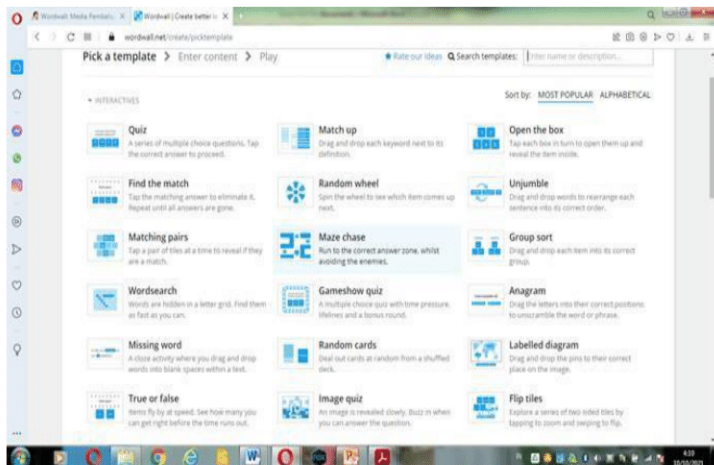 Wordwall | Create better
wordwall.net/create/picktemplate
Pick a template > Enter content > Play
Rate our ideas
Search templates:
Enter name or description...
INTERACTIVES
Sort by: MOST POPULAR ALPHABETICAL
Quiz
A series of multiple choice questions. Tap
the correct answer to proceed.
Match up
Drag and drop each keyword next to its
definition.
Open the box
Tap each box in turn to open them up and
reveal the item inside.
Find the match
Tap the matching answer to eliminate it.
Repeat until all answers are gone.
Random wheel
Spin the wheel to see which item comes up
next.
Unjumble
Drag and drop words to rearrange each
sentence into its correct order.
Matching pairs
Tap a pair of tiles at a time to reveal if they
are a match.
Maze chase
Run to the correct answer zone, whilst
avoiding the enemies.
Group sort
Drag and drop each item into its correct
group.
Wordsearch
Words are hidden in a letter grid. Find them
as fast as you can.
Gameshow quiz
A multiple choice quiz with time pressure,
lifelines and a bonus round.
Anagram
Drag the letters into their correct positions
to unscramble the word or phrase.
Missing word
A cloze activity where you drag and drop
words into blank spaces within a text.
Random cards
Deal out cards at random from a shuffled
deck.
Labelled diagram
Drag and drop the pins to their correct
place on the image.
True or false
Items fly by at speed. See how many you
can get right before the time runs out.
Image quiz
An image is revealed slowly. Buzz in when
you can answer the question.
Flip tiles
Explore a series of two sided tiles by
tapping to zoom and swiping to flip.
4:10
10/10/2021